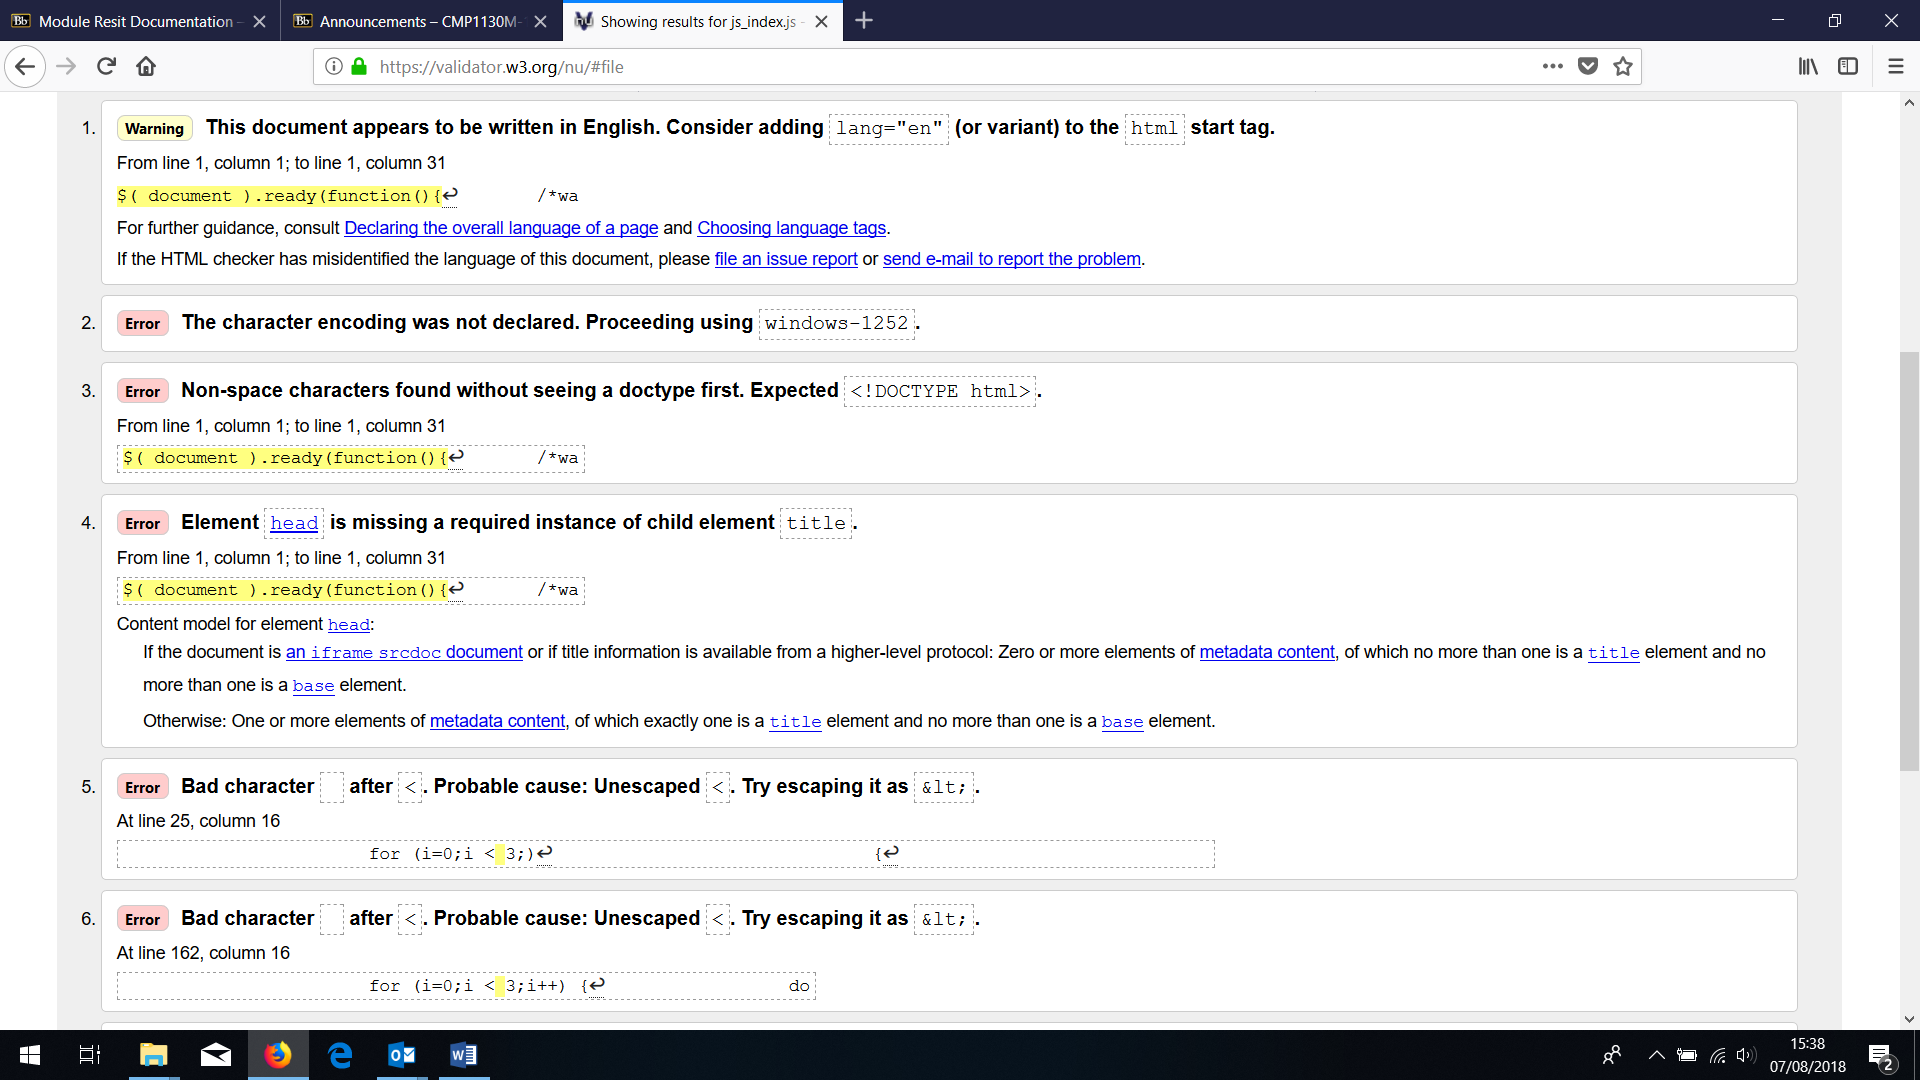 Module Resit Documentation -
Announcements – CMP1130M-
Showing results for js_index.js -
https://validator.w3.org/nu/#file
1. Warning This document appears to be written in English. Consider adding lang="en" (or variant) to the html start tag.
From line 1, column 1; to line 1, column 31
$( document ).ready(function(){↩ /*wa
For further guidance, consult Declaring the overall language of a page and Choosing language tags.
If the HTML checker has misidentified the language of this document, please file an issue report or send e-mail to report the problem.
2. Error The character encoding was not declared. Proceeding using windows-1252.
3. Error Non-space characters found without seeing a doctype first. Expected <!DOCTYPE html>.
From line 1, column 1; to line 1, column 31
$( document ).ready(function(){↩ /*wa
4. Error Element head is missing a required instance of child element title.
From line 1, column 1; to line 1, column 31
$( document ).ready(function(){↩ /*wa
Content model for element head:
If the document is an iframe srcdoc document or if title information is available from a higher-level protocol: Zero or more elements of metadata content, of which no more than one is a title element and no
more than one is a base element.
Otherwise: One or more elements of metadata content, of which exactly one is a title element and no more than one is a base element.
5. Error Bad character after <. Probable cause: Unescaped <. Try escaping it as &lt;.
At line 25, column 16
for (i=0;i < 3;)↩ {↩
6. Error Bad character after <. Probable cause: Unescaped <. Try escaping it as &lt;.
At line 162, column 16
for (i=0;i < 3;i++) {↩ do
15:38
07/08/2018
2